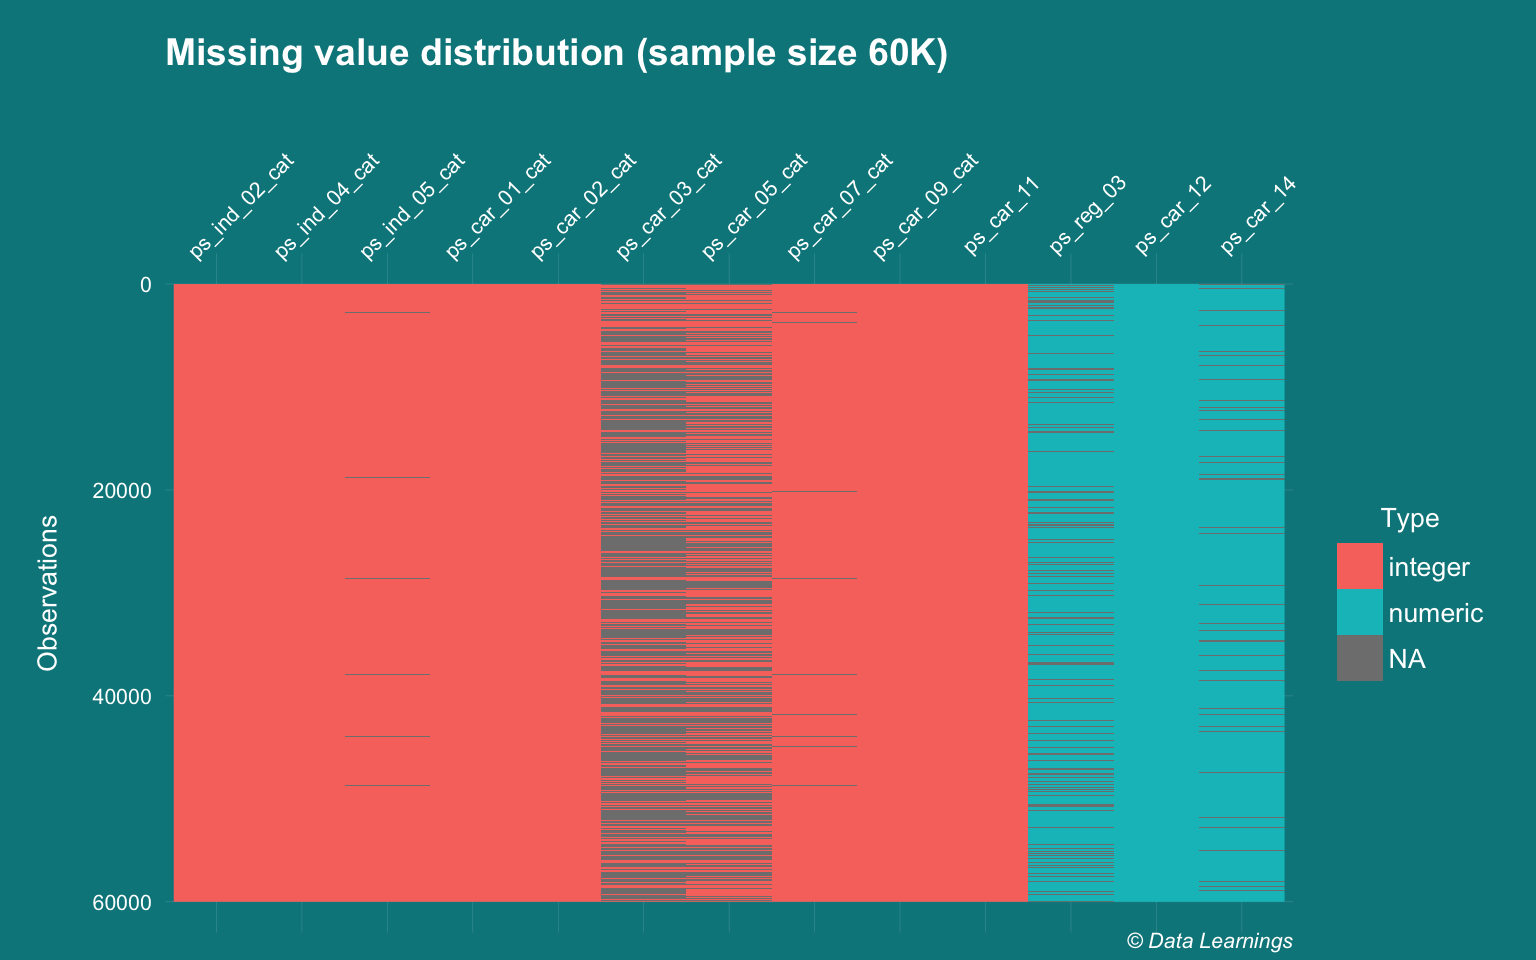 Missing value distribution (sample size 60K)
ps_ind_02_cat
ps_ind_04_cat
ps_ind_05_cat
ps_car_01_cat
ps_car_02_cat
ps_car_03_cat
ps_car_05_cat
ps_car_07_cat
ps_car_09_cat
ps_car_11
ps_reg_03
ps_car_12
ps_car_14
0
20000
40000
60000
Observations
Type
integer
numeric
NA
© Data Learnings